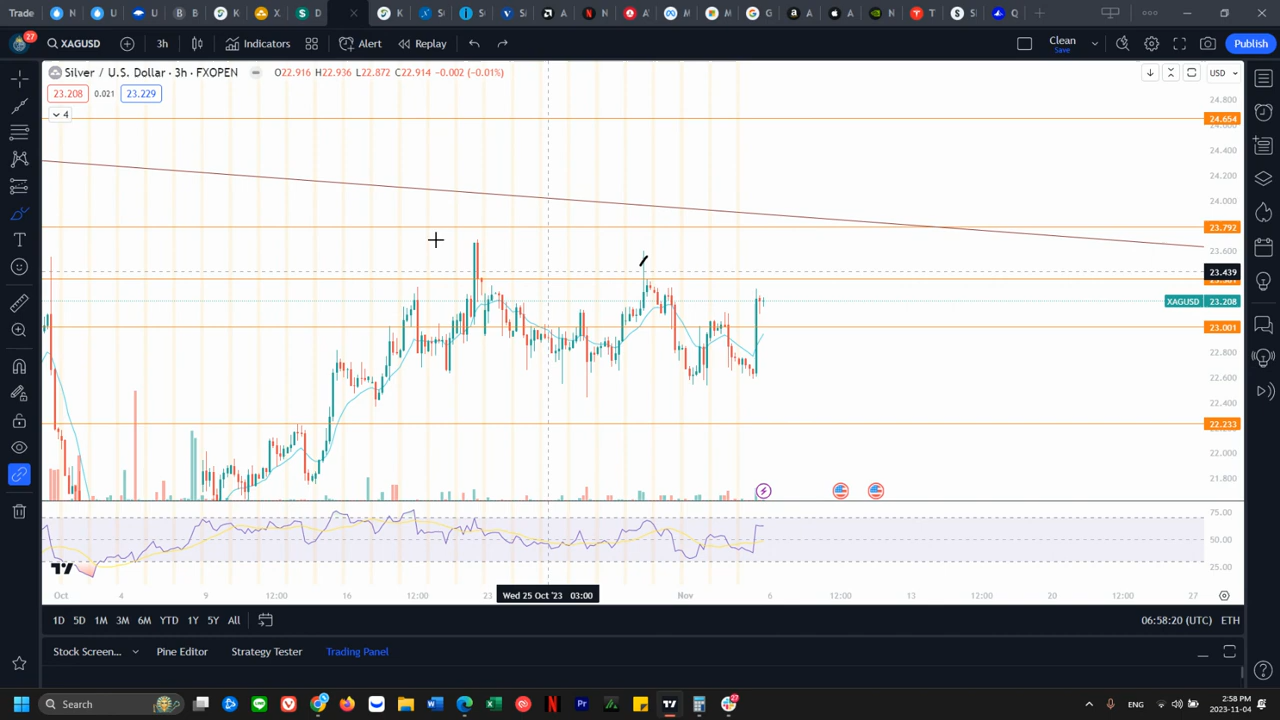 Trade D U U B K X D K S S V A N R A M M G A A N T S Q
27 XAGUSD 3h Indicators Alert Replay Clean Save Publish
Silver / U.S. Dollar · 3h · FXOPEN O22.916 H22.936 L22.872 C22.914 −0.002 (−0.01%) USD
23.208 0.021 23.229
4
24.800
24.654
24.400
24.200
24.000
23.792
23.600
23.439
XAGUSD 23.208
23.001
22.800
22.600
22.400
22.233
22.000
21.800
75.00
50.00
25.00
Oct 4 9 12:00 16 12:00 23 Wed 25 Oct '23 03:00 Nov 6 12:00 13 12:00 20 12:00 27
1D 5D 1M 3M 6M YTD 1Y 5Y All 06:58:20 (UTC) ETH
Stock Screen... Pine Editor Strategy Tester Trading Panel
Search 27 ENG 2:58 PM
2023-11-04